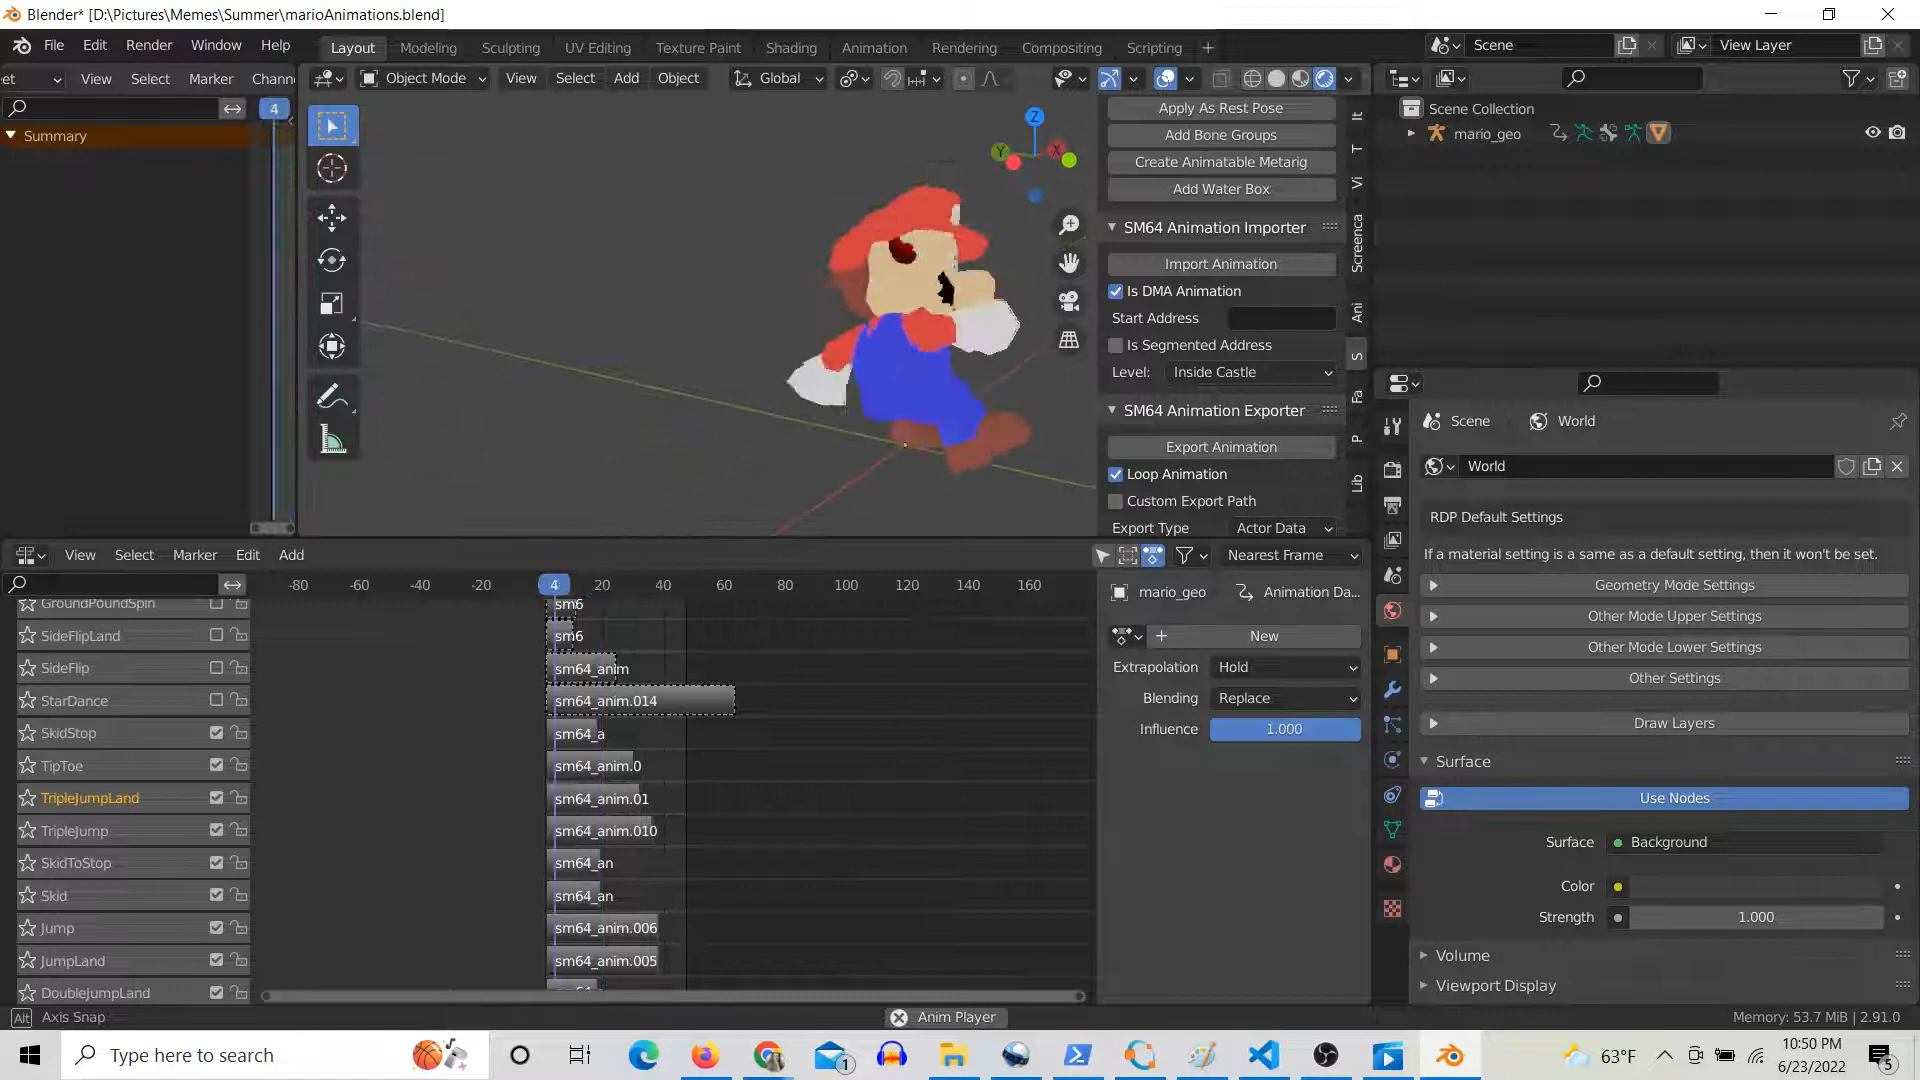 Blender* [D:\Pictures\Memes\Summer\marioAnimations.blend]
File Edit Render Window Help
Layout Modeling Sculpting UV Editing Texture Paint Shading Animation Rendering Compositing Scripting +
Scene
View Layer
et View Select Marker Chann
Object Mode View Select Add Object Global
4
Summary
Z
Y X
Apply As Rest Pose
Add Bone Groups
Create Animatable Metarig
Add Water Box
SM64 Animation Importer
Import Animation
Is DMA Animation
Start Address
Is Segmented Address
Level: Inside Castle
SM64 Animation Exporter
Export Animation
Loop Animation
Custom Export Path
Export Type Actor Data
It
T
Vi
Screenca
Ani
S
Fa
P
Lib
Scene Collection
mario_geo
Scene World
World
RDP Default Settings
If a material setting is a same as a default setting, then it won't be set.
Geometry Mode Settings
Other Mode Upper Settings
Other Mode Lower Settings
Other Settings
Draw Layers
Surface
Use Nodes
Surface Background
Color
Strength 1.000
Volume
Viewport Display
View Select Marker Edit Add
Nearest Frame
-80 -60 -40 -20 4 20 40 60 80 100 120 140 160
GroundPoundSpin sm6
SideFlipLand sm6
SideFlip sm64_anim
StarDance sm64_anim.014
SkidStop sm64_a
TipToe sm64_anim.0
TripleJumpLand sm64_anim.01
TripleJump sm64_anim.010
SkidToStop sm64_an
Skid sm64_an
Jump sm64_anim.006
JumpLand sm64_anim.005
DoubleJumpLand
mario_geo Animation Da...
+ New
Extrapolation Hold
Blending Replace
Influence 1.000
Alt Axis Snap
Anim Player
Memory: 53.7 MiB | 2.91.0
Type here to search
1
63°F
10:50 PM
6/23/2022
5